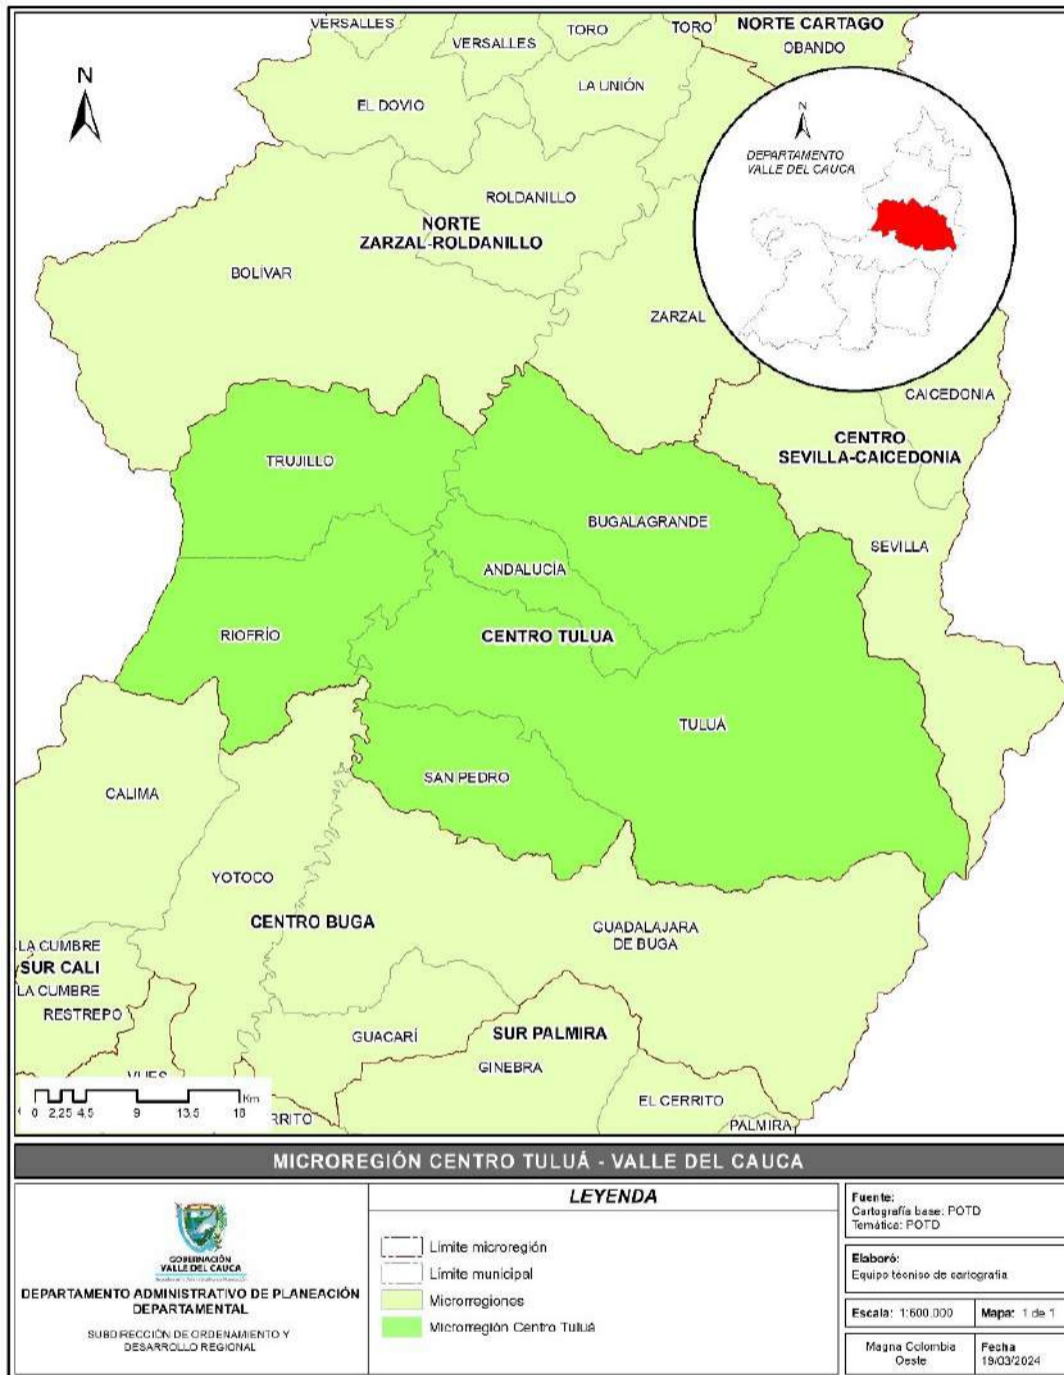 VERSALLES
VERSALLES
TORO
TORO
NORTE CARTAGO
OBANDO
N
EL DOVIO
LA UNIÓN
N
DEPARTAMENTO
VALLE DEL CAUCA
ROLDANILLO
NORTE
ZARZAL-ROLDANILLO
BOLÍVAR
ZARZAL
CAICEDONIA
CENTRO
SEVILLA-CAICEDONIA
TRUJILLO
BUGALAGRANDE
SEVILLA
ANDALUCÍA
RIOFRÍO
CENTRO TULUA
TULUÁ
SAN PEDRO
CALIMA
YOTOCO
CENTRO BUGA
GUADALAJARA
DE BUGA
LA CUMBRE
SUR CALI
LA CUMBRE
RESTREPO
GUACARÍ
SUR PALMIRA
GINEBRA
EL CERRITO
PALMIRA
RRITO
Km
0 2,25 4,5 9 13,5 18
MICROREGIÓN CENTRO TULUÁ - VALLE DEL CAUCA
GOBERNACIÓN
VALLE DEL CAUCA
DEPARTAMENTO ADMINISTRATIVO DE PLANEACIÓN
DEPARTAMENTAL
SUBDIRECCIÓN DE ORDENAMIENTO Y
DESARROLLO REGIONAL
LEYENDA
Límite microregión
Límite municipal
Microrregiones
Microrregión Centro Tuluá
Fuente:
Cartografía base: POTD
Temática: POTD
Elaboró:
Equipo técnico de cartografía
Escala: 1:600.000
Mapa: 1 de 1
Magna Colombia
Oeste
Fecha
19/03/2024